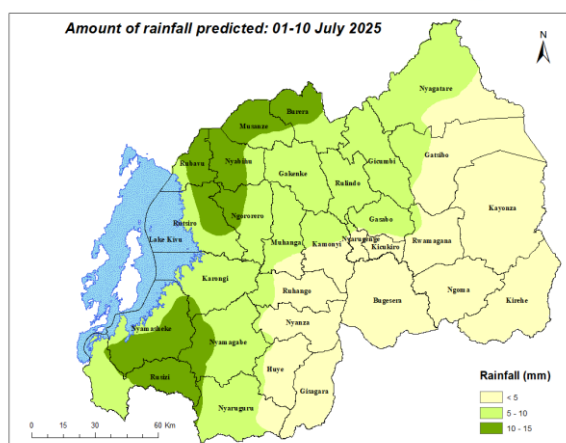 Amount of rainfall predicted: 01-10 July 2025
N
Nyagatare
Burera
Musanze
Rubavu
Nyabihu
Gakenke
Gicumbi
Gatsibo
Rulindo
Rutsiro
Ngororero
Gasabo
Kayonza
Lake Kivu
Muhanga
Kamonyi
Nyarugenge
Kicukiro
Rwamagana
Karongi
Ruhango
Bugesera
Ngoma
Kirehe
Nyamasheke
Nyanza
Nyamagabe
Huye
Rusizi
Gisagara
Nyaruguru
Rainfall (mm)
< 5
5 - 10
10 - 15
0 15 30 60 Km